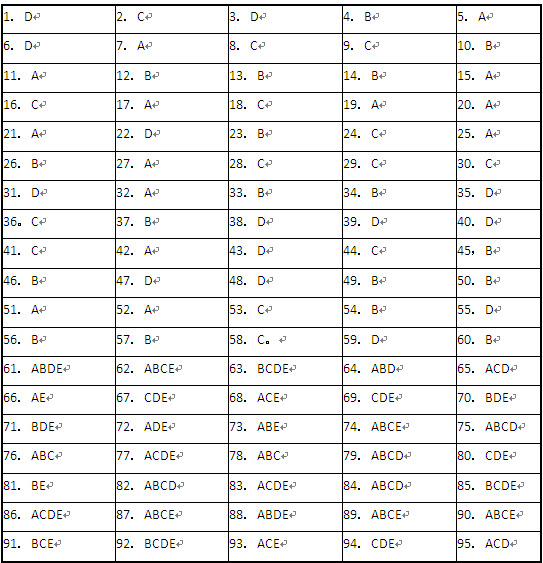 1. D 2. C 3. D 4. B 5. A
6. D 7. A 8. C 9. C 10. B
11. A 12. B 13. B 14. B 15. A
16. C 17. A 18. C 19. A 20. A
21. A 22. D 23. B 24. C 25. A
26. B 27. A 28. C 29. C 30. C
31. D 32. A 33. B 34. B 35. D
36。 C 37. B 38. D 39. D 40. D
41. C 42. A 43. D 44. C 45, B
46. B 47. D 48. D 49. B 50. B
51. A 52. A 53. C 54. B 55. D
56. B 57. B 58. C。 59. D 60. B
61. ABDE 62. ABCE 63. BCDE 64. ABD 65. ACD
66. AE 67. CDE 68. ACE 69. CDE 70. BDE
71. BDE 72. ADE 73. ABE 74. ABCE 75. ABCD
76. ABC 77. ACDE 78. ABC 79. ABCD 80. CDE
81. BE 82. ABCD 83. ACDE 84. ABCD 85. BCDE
86. ACDE 87. ABCE 88. ABDE 89. ABCE 90. ABCE
91. BCE 92. BCDE 93. ACE 94. CDE 95. ACD